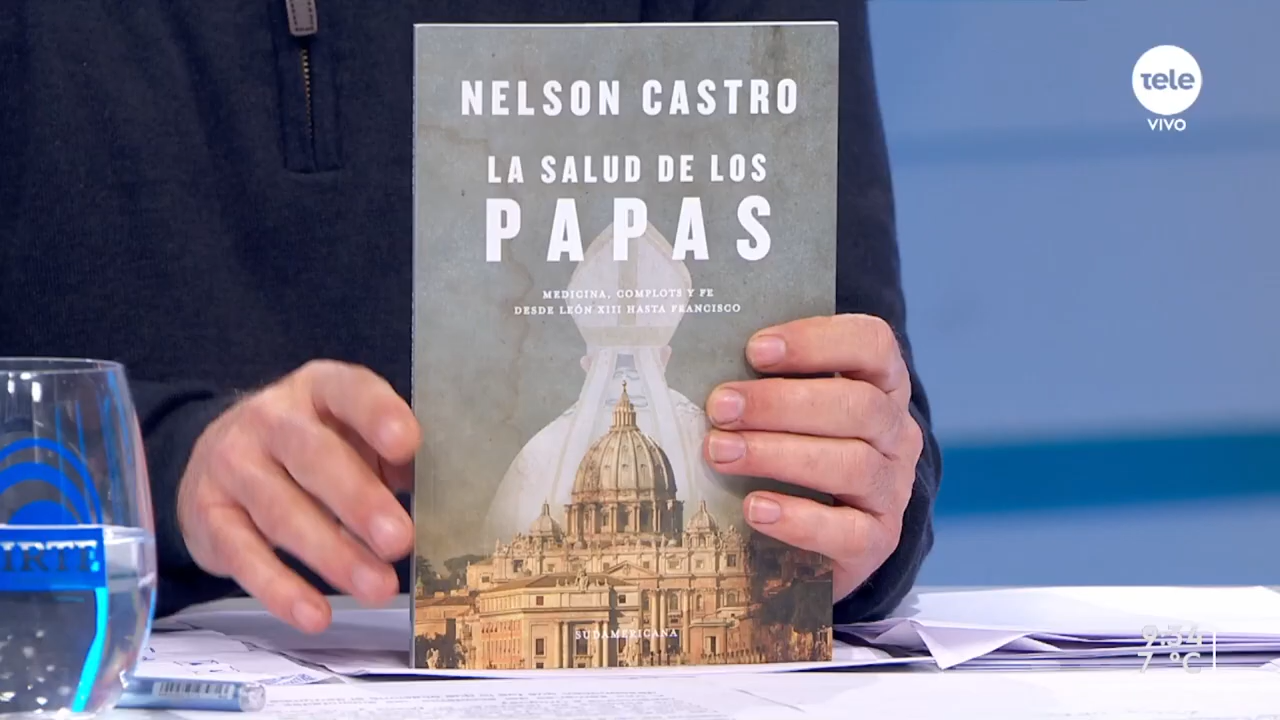 NELSON CASTRO
LA SALUD DE LOS
PAPAS
MEDICINA, COMPLOTS Y FE
DESDE LEÓN XIII HASTA FRANCISCO
SUDAMERICANA
tele
VIVO
9:34
7°C